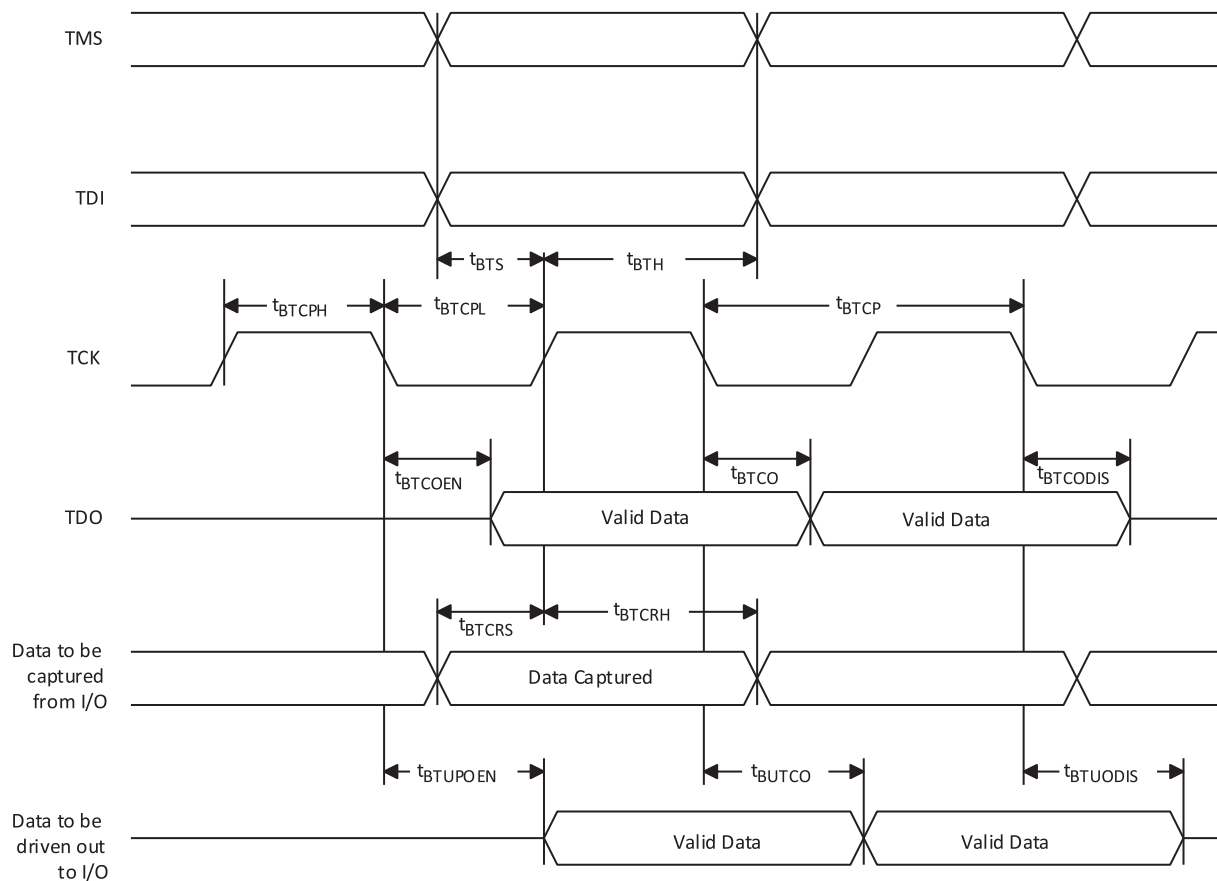 TMS
TDI
tBTS
tBTH
tBTCPH
tBTCPL
tBTCP
TCK
tBTCOEN
tBTCO
tBTCODIS
TDO
Valid Data
Valid Data
tBTCRS
tBTCRH
Data to be
captured
from I/O
Data Captured
tBTUPOEN
tBUTCO
tBTUODIS
Data to be
driven out
to I/O
Valid Data
Valid Data